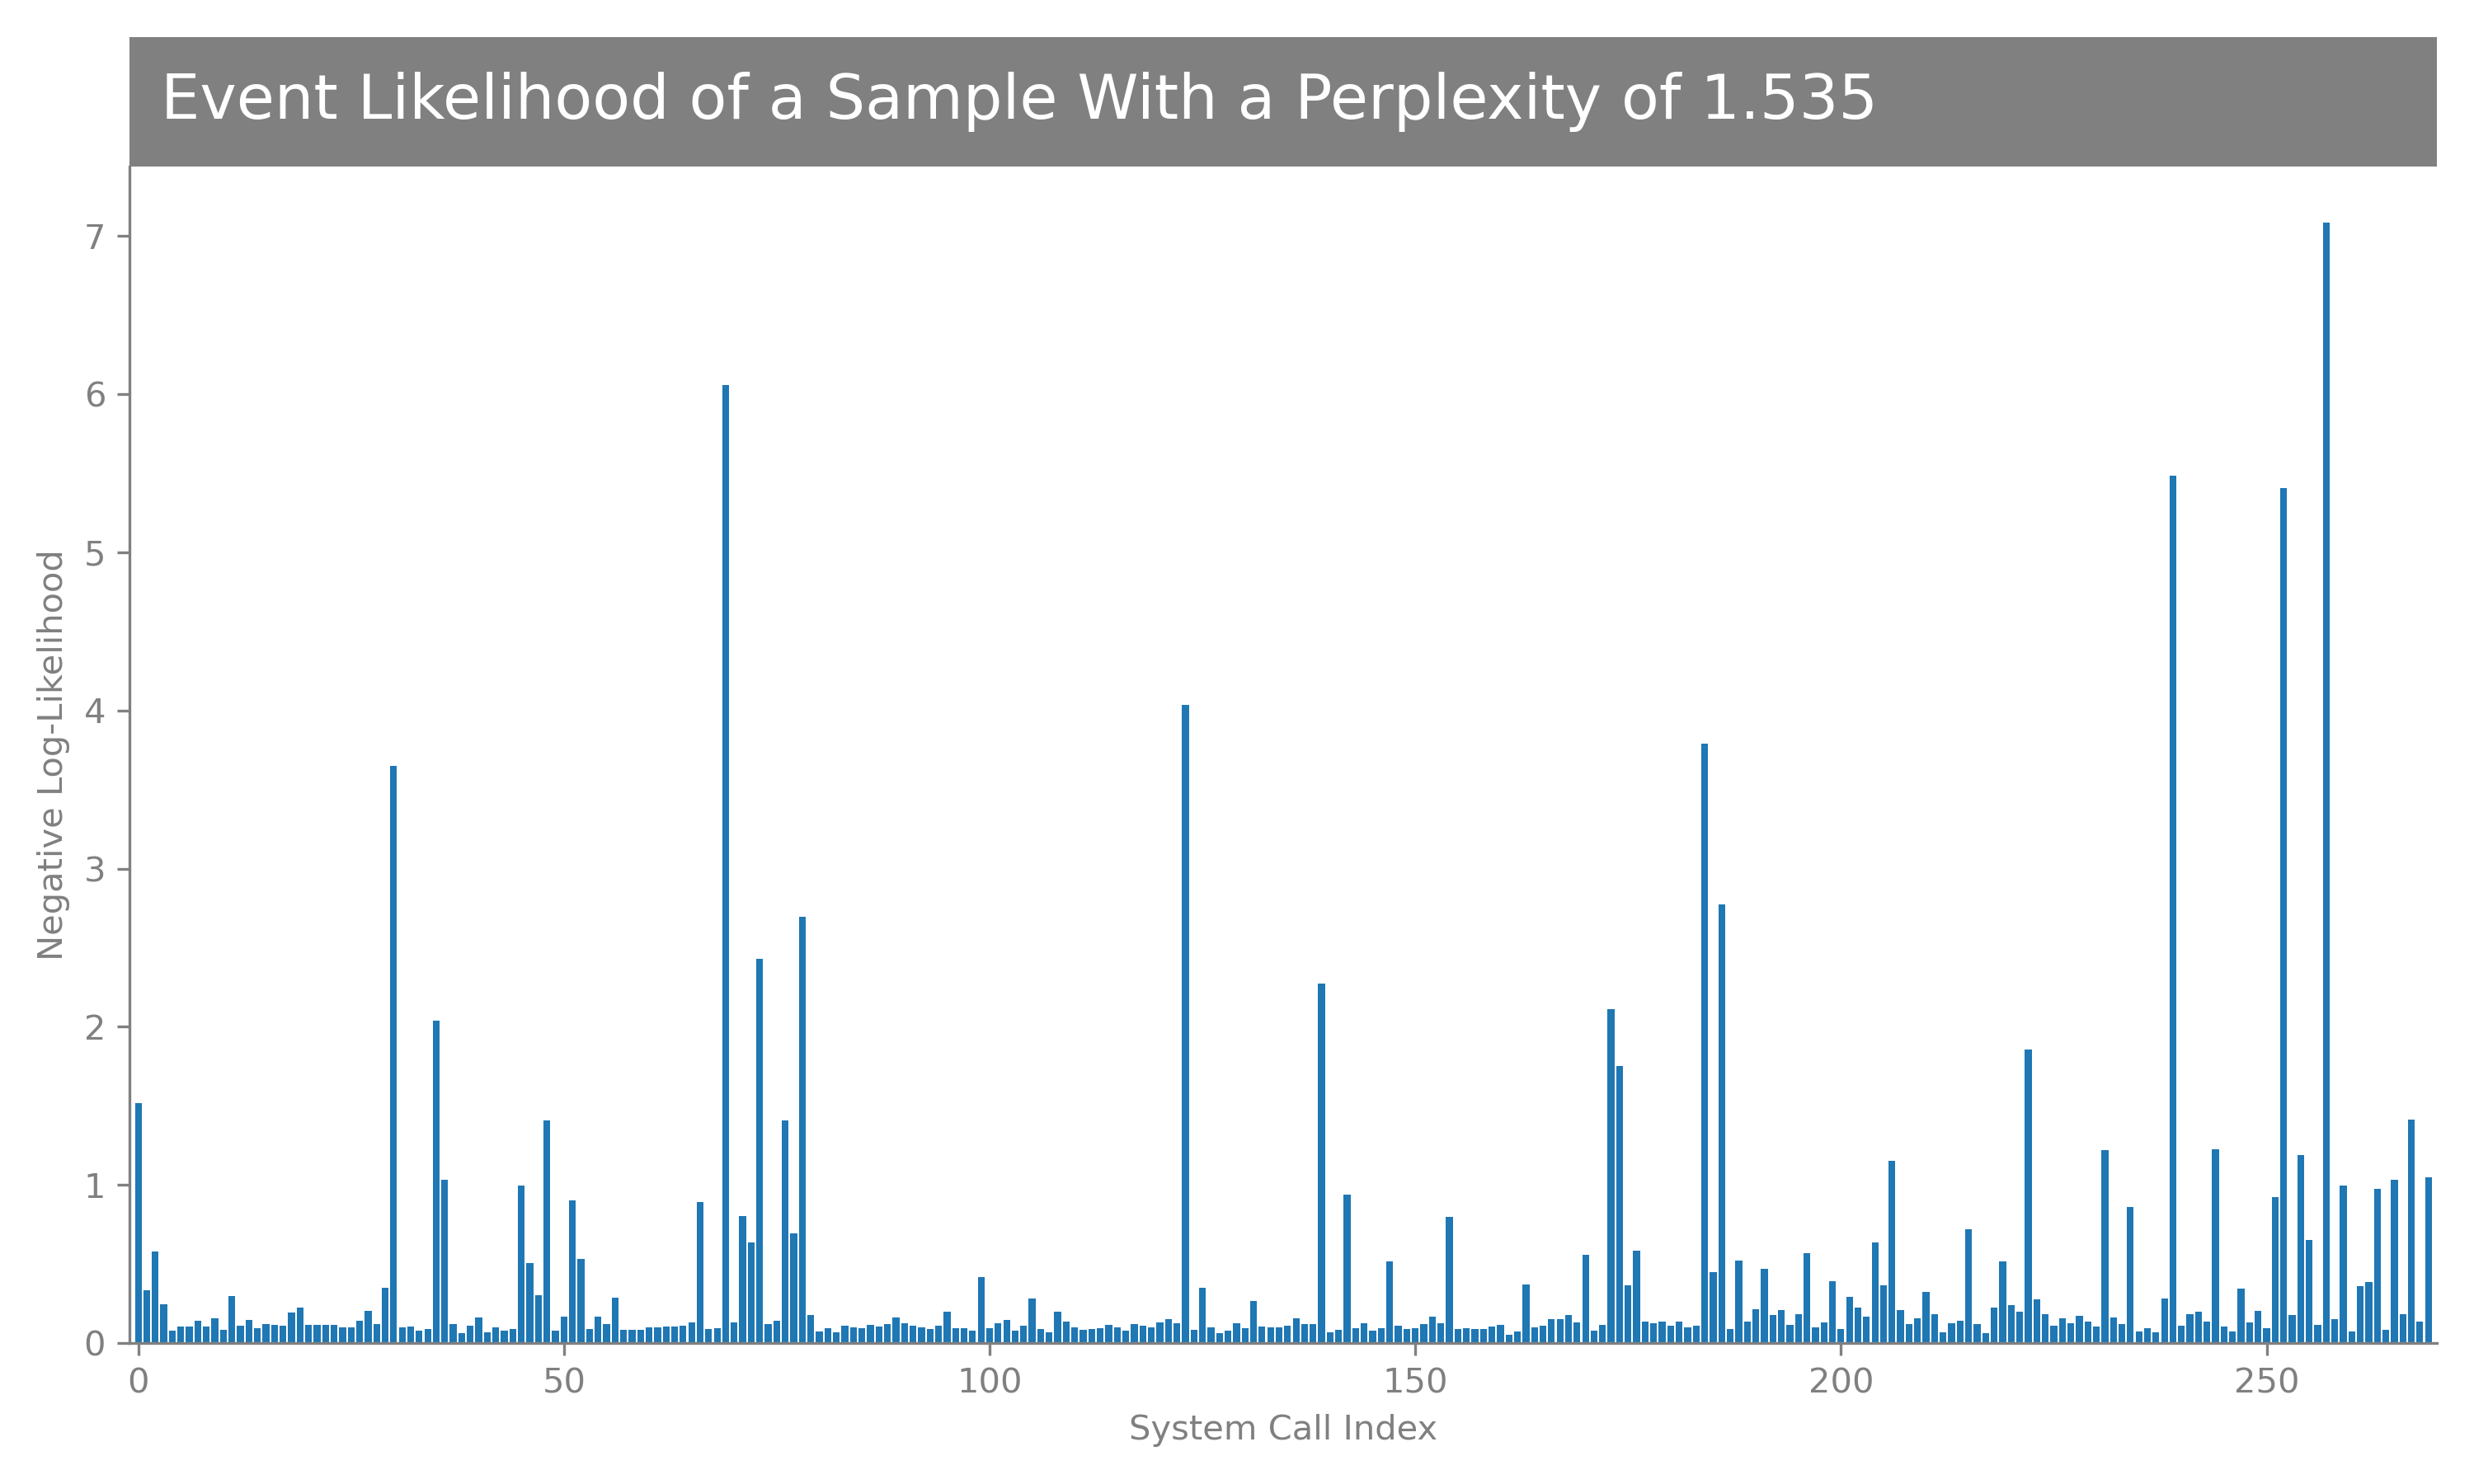 Event Likelihood of a Sample With a Perplexity of 1.535
Negative Log-Likelihood
7
6
5
4
3
2
1
0
0 50 100 150 200 250
System Call Index